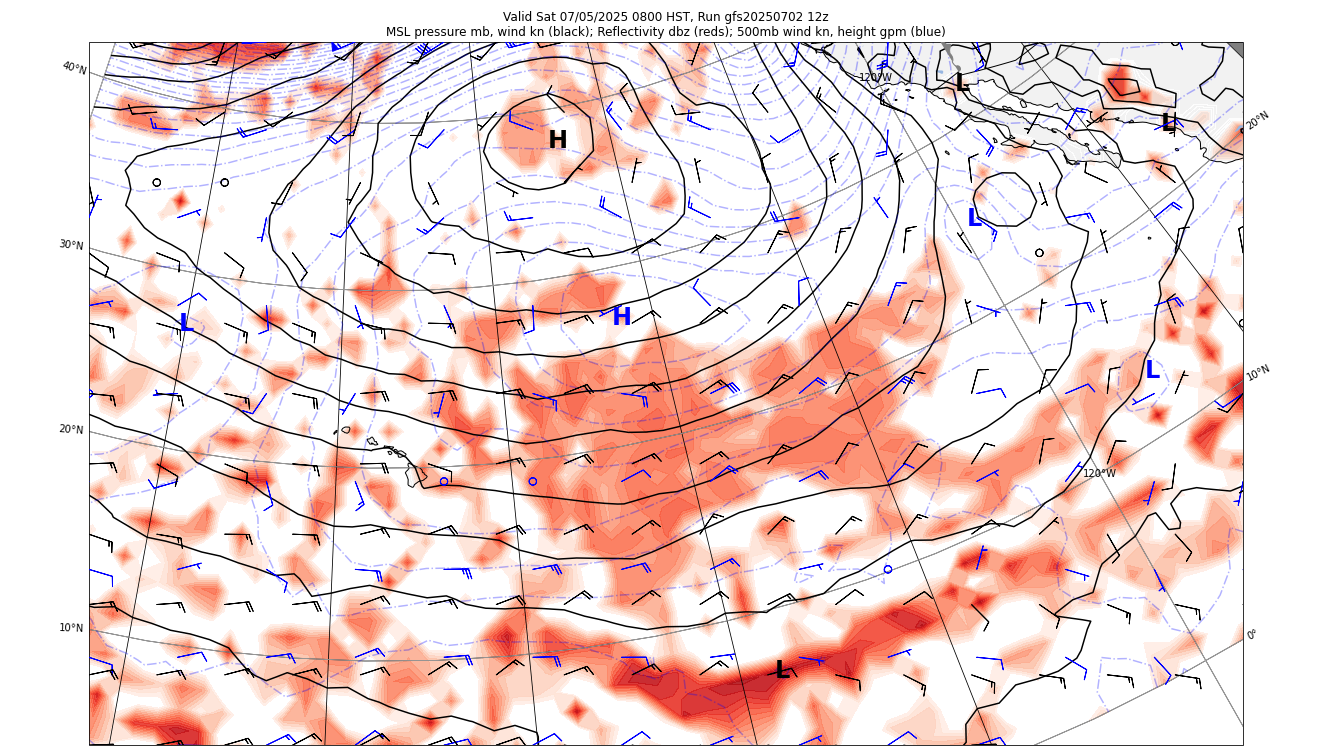 Valid Sat 07/05/2025 0800 HST, Run gfs20250702 12z
MSL pressure mb, wind kn (black); Reflectivity dbz (reds); 500mb wind kn, height gpm (blue)
40°N
120°W
L
L
20°N
H
L
30°N
L
H
L
10°N
20°N
120°W
10°N
0°
L